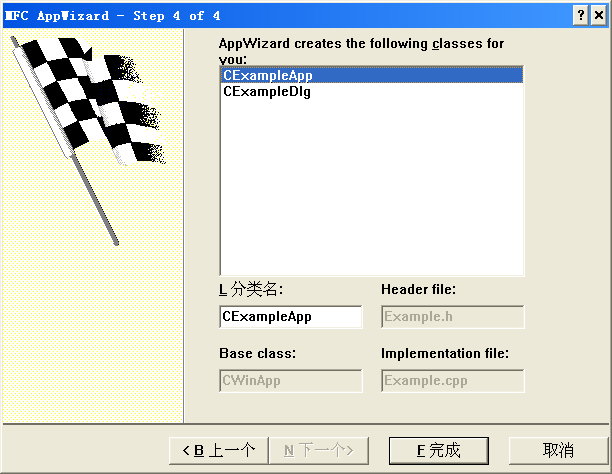 MFC AppWizard - Step 4 of 4
AppWizard creates the following classes for
you:
CExampleApp
CExampleDlg
L 分类名:
Header file:
CExampleApp
Example.h
Base class:
Implementation file:
CWinApp
Example.cpp
< B 上一个
N 下一个>
F 完成
取消